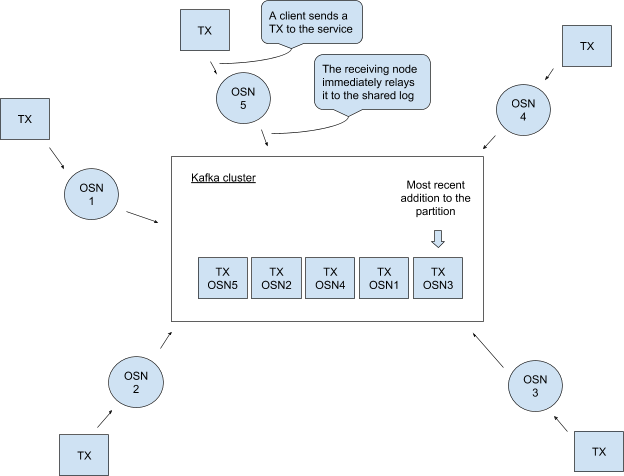 TX
A client sends a
TX to the service
TX
OSN
5
The receiving node
immediately relays
it to the shared log
OSN
4
TX
OSN
1
Kafka cluster
Most recent
addition to the
partition
TX
OSN5
TX
OSN2
TX
OSN4
TX
OSN1
TX
OSN3
OSN
2
OSN
3
TX
TX